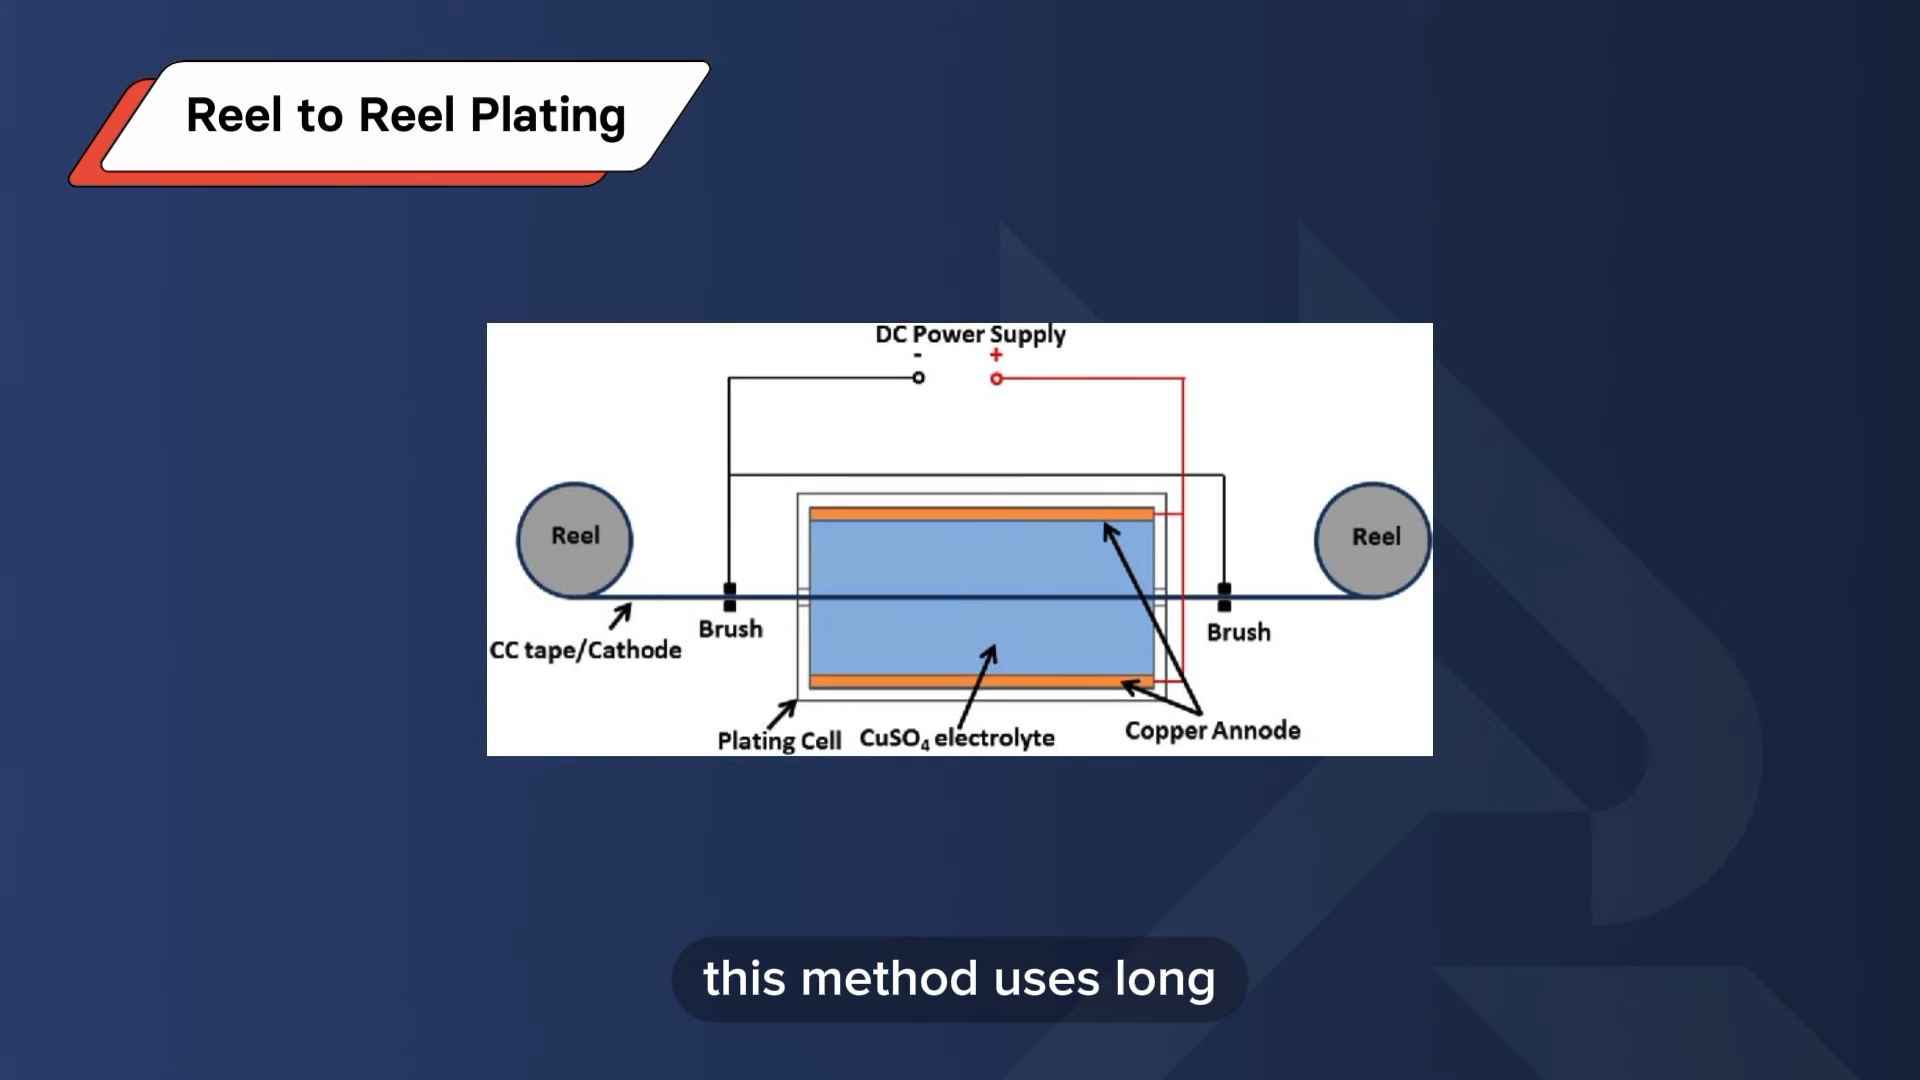 Reel to Reel Plating
DC Power Supply
- +
Reel
Reel
Brush
Brush
CC tape/Cathode
Plating Cell
CuSO₄ electrolyte
Copper Annode
this method uses long